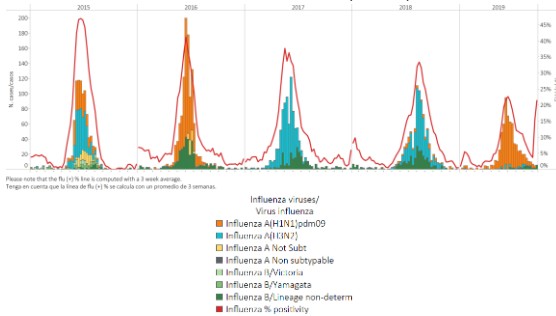 2015 2016 2017 2018 2019
200
180
160
140
120
100
80
60
40
20
0
N. cases/casos
45%
40%
35%
30%
25%
20%
15%
10%
5%
0%
Please note that the flu (+) % line is computed with a 3 week average.
Tenga en cuenta que la línea de flu (+) % se calcula con un promedio de 3 semanas.
Influenza viruses/
Virus influenza
Influenza A(H1N1)pdm09
Influenza A(H3N2)
Influenza A Not Subt
Influenza A Non subtypable
Influenza B/Victoria
Influenza B/Yamagata
Influenza B/Lineage non-determ
Influenza % positivity